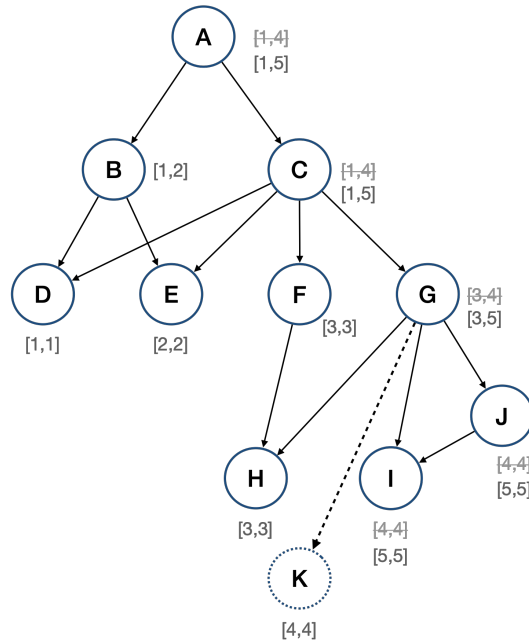 A
[1,4]
[1,5]
B
[1,2]
C
[1,4]
[1,5]
D
[1,1]
E
[2,2]
F
[3,3]
G
[3,4]
[3,5]
H
[3,3]
I
[4,4]
[5,5]
J
[4,4]
[5,5]
K
[4,4]